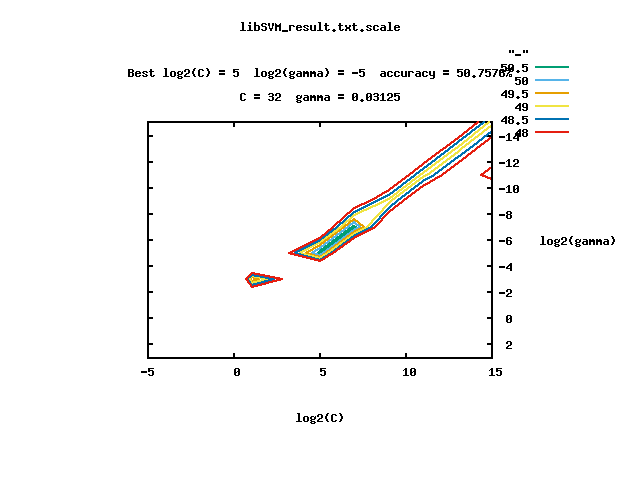 libSVM_result.txt.scale
"_"
Best log2(C) = 5  log2(gamma) = -5  accuracy = 50.7576%
50.5
50
C = 32  gamma = 0.03125
49.5
49
48.5
48
-14
-12
-10
-8
-6
log2(gamma)
-4
-2
0
2
-5 0 5 10 15
log2(C)